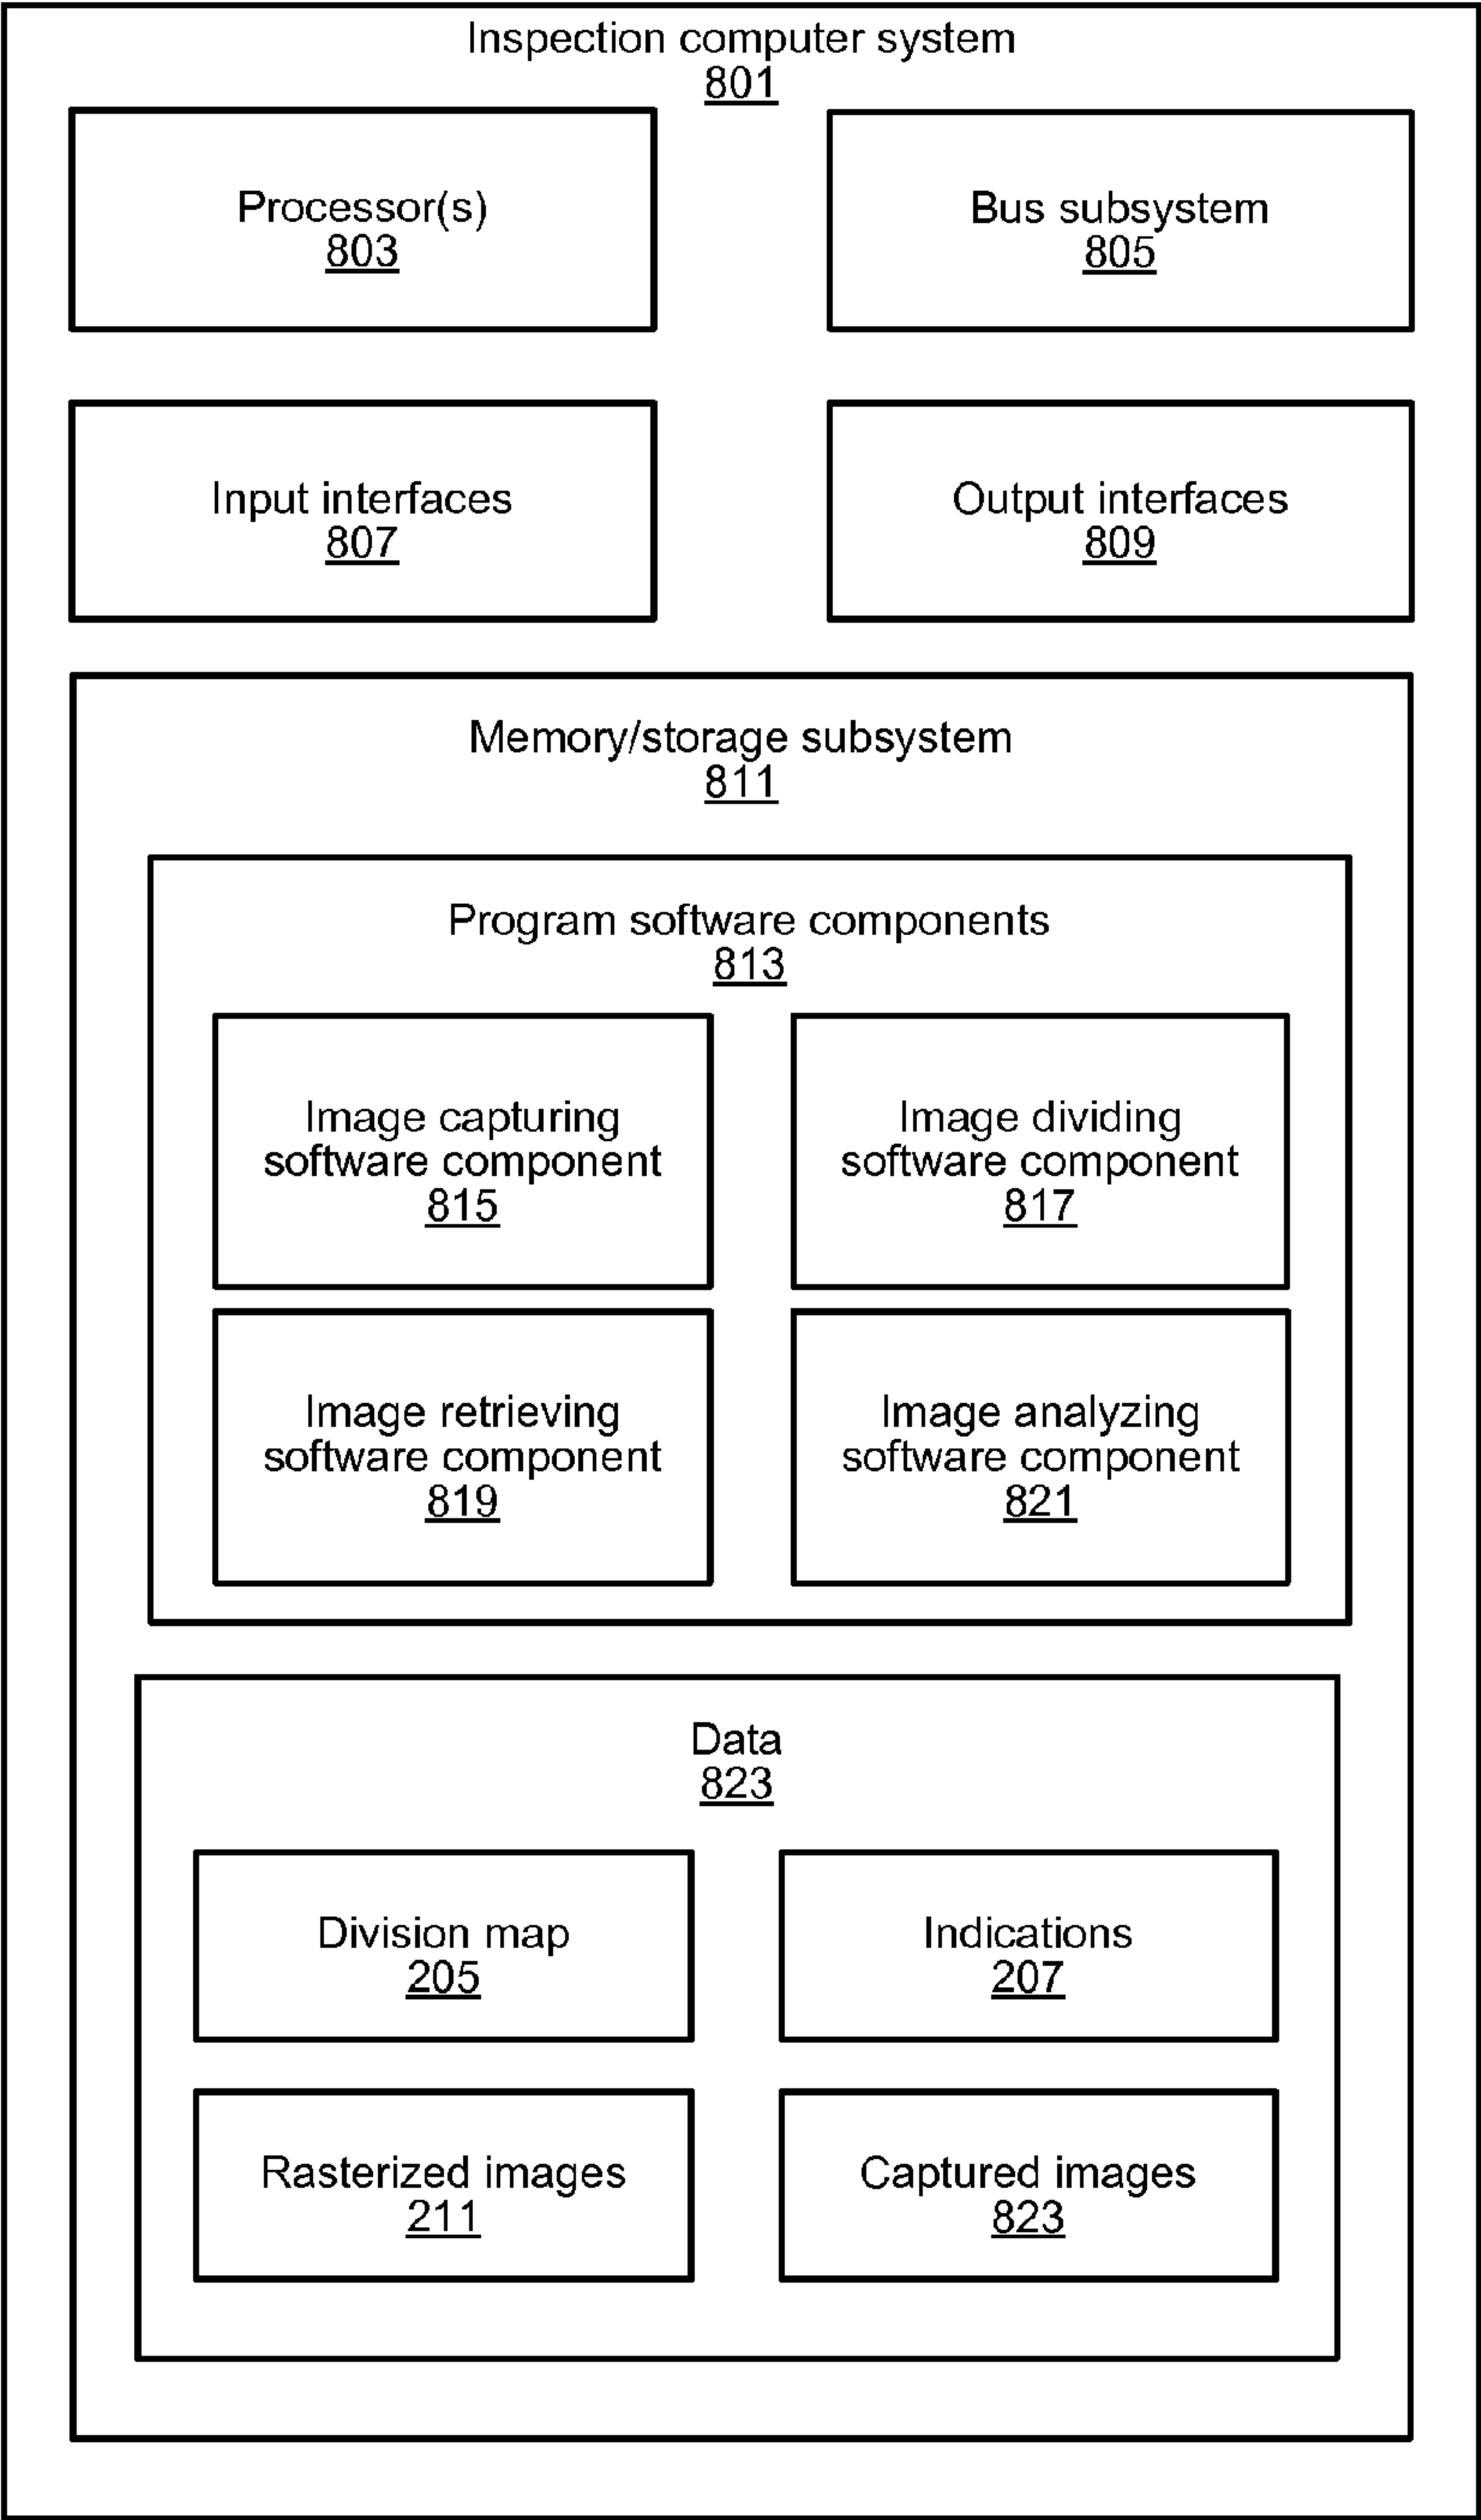 Inspection computer system
801
Processor(s)
803
Bus subsystem
805
Input interfaces
807
Output interfaces
809
Memory/storage subsystem
811
Program software components
813
Image capturing
software component
815
Image dividing
software component
817
Image retrieving
software component
819
Image analyzing
software component
821
Data
823
Division map
205
Indications
207
Rasterized images
211
Captured images
823